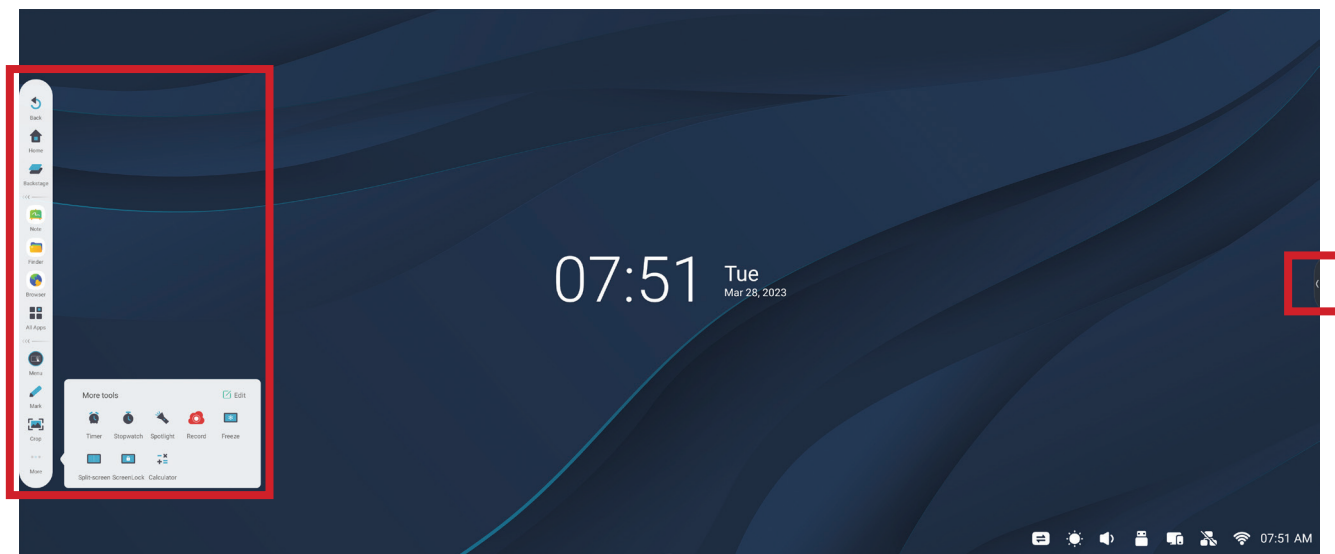 Back
Home
Backstage
Note
Finder
Browser
All Apps
Menu
Mark
Crop
More
More tools
Edit
Timer Stopwatch Spotlight Record Freeze
Split-screen ScreenLock Calculator
07:51
Tue
Mar 28, 2023
07:51 AM